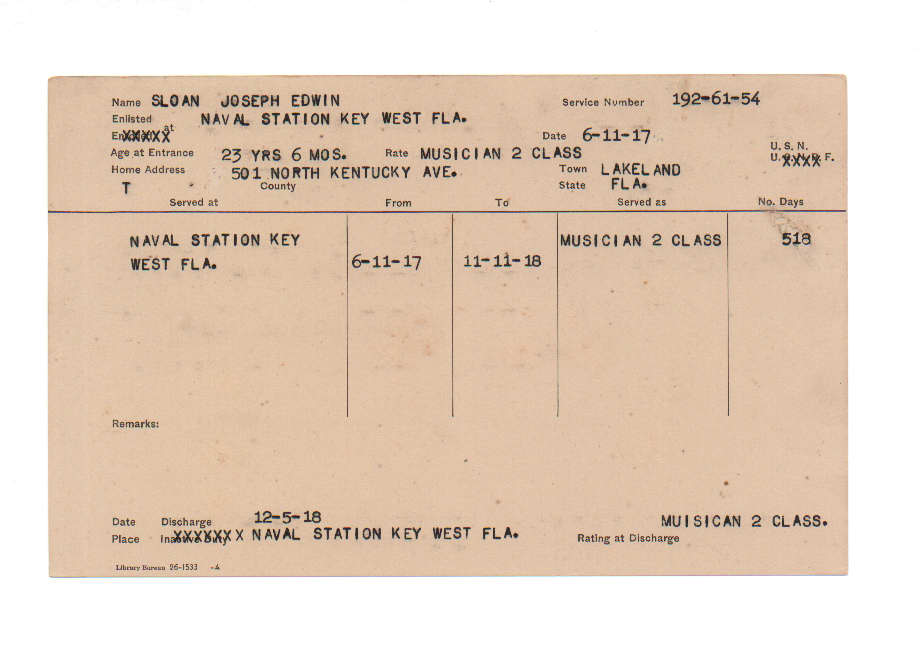 Name SLOAN JOSEPH EDWIN Service Number 192-61-54
Enlisted at NAVAL STATION KEY WEST FLA.
Date 6-11-17
Age at Entrance 23 YRS 6 MOS. Rate MUSICIAN 2 CLASS U. S. N.
Home Address 501 NORTH KENTUCKY AVE. Town LAKELAND
T County State FLA.
Served at From To Served as No. Days
NAVAL STATION KEY MUSICIAN 2 CLASS 518
WEST FLA. 6-11-17 11-11-18
Remarks:
Date Discharge 12-5-18 MUISICAN 2 CLASS.
Place NAVAL STATION KEY WEST FLA. Rating at Discharge
Library Bureau 26-1533 -A